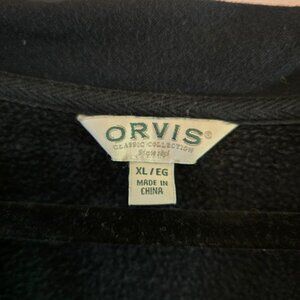 ORVIS®
CLASSIC COLLECTION
XL/EG
MADE IN
CHINA